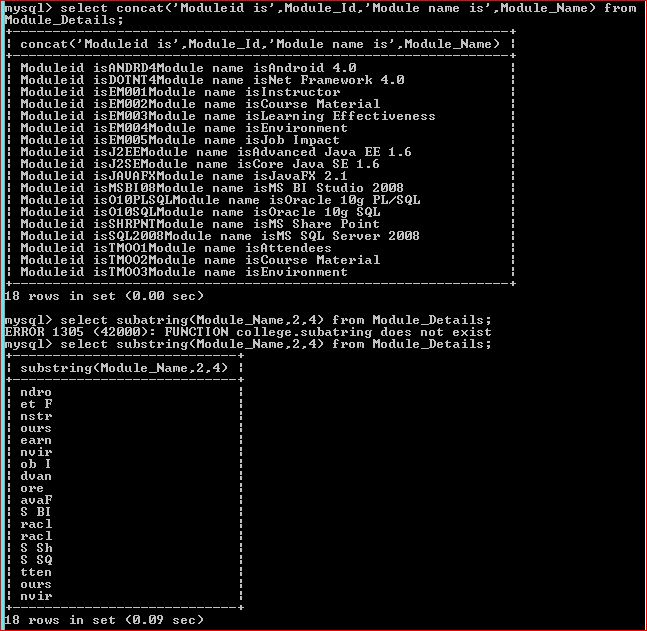 mysql> select concat('Moduleid is',Module_Id,'Module name is',Module_Name) from
Module_Details;
+--------------------------------------------------------------+
| concat('Moduleid is',Module_Id,'Module name is',Module_Name) |
+--------------------------------------------------------------+
| Moduleid isANDRD4Module name isAndroid 4.0 |
| Moduleid isDOTNT4Module name isNet Framework 4.0 |
| Moduleid isEM001Module name isInstructor |
| Moduleid isEM002Module name isCourse Material |
| Moduleid isEM003Module name isLearning Effectiveness |
| Moduleid isEM004Module name isEnvironment |
| Moduleid isEM005Module name isJob Impact |
| Moduleid isJ2EEModule name isAdvanced Java EE 1.6 |
| Moduleid isJ2SEModule name isCore Java SE 1.6 |
| Moduleid isJAVAFXModule name isJavaFX 2.1 |
| Moduleid isMSBI08Module name isMS BI Studio 2008 |
| Moduleid isO10PLSQLModule name isOracle 10g PL/SQL |
| Moduleid isO10SQLModule name isOracle 10g SQL |
| Moduleid isSHRPNTModule name isMS Share Point |
| Moduleid isSQL2008Module name isMS SQL Server 2008 |
| Moduleid isTM001Module name isAttendees |
| Moduleid isTM002Module name isCourse Material |
| Moduleid isTM003Module name isEnvironment |
+--------------------------------------------------------------+
18 rows in set (0.00 sec)
mysql> select subatring(Module_Name,2,4) from Module_Details;
ERROR 1305 (42000): FUNCTION college.subatring does not exist
mysql> select substring(Module_Name,2,4) from Module_Details;
+----------------------------+
| substring(Module_Name,2,4) |
+----------------------------+
| ndro |
| et F |
| nstr |
| ours |
| earn |
| nvir |
| ob I |
| dvan |
| ore |
| avaF |
| S BI |
| racl |
| racl |
| S Sh |
| S SQ |
| tten |
| ours |
| nvir |
+----------------------------+
18 rows in set (0.09 sec)